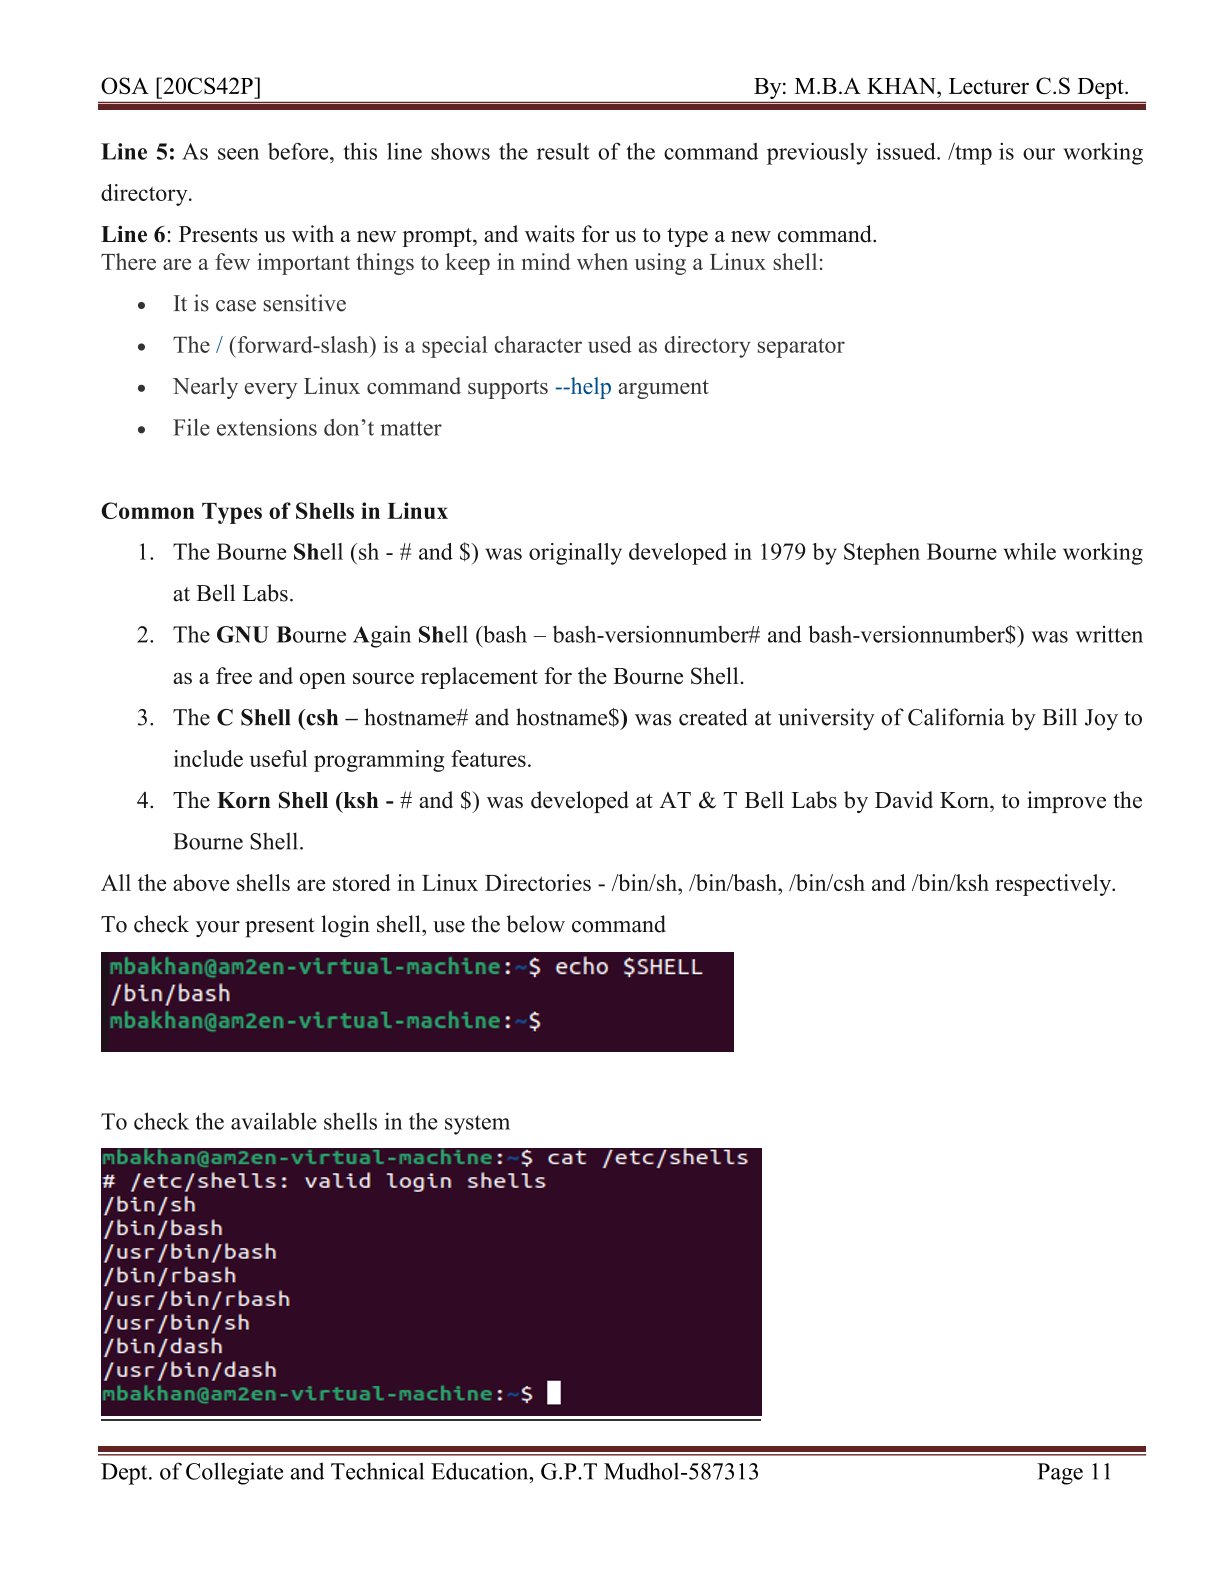 OSA [20CS42P] By: M.B.A KHAN, Lecturer C.S Dept.
Line 5: As seen before, this line shows the result of the command previously issued. /tmp is our working
directory.
Line 6: Presents us with a new prompt, and waits for us to type a new command.
There are a few important things to keep in mind when using a Linux shell:
• It is case sensitive
• The / (forward-slash) is a special character used as directory separator
• Nearly every Linux command supports --help argument
• File extensions don’t matter
Common Types of Shells in Linux
1. The Bourne Shell (sh - # and $) was originally developed in 1979 by Stephen Bourne while working
at Bell Labs.
2. The GNU Bourne Again Shell (bash – bash-versionnumber# and bash-versionnumber$) was written
as a free and open source replacement for the Bourne Shell.
3. The C Shell (csh – hostname# and hostname$) was created at university of California by Bill Joy to
include useful programming features.
4. The Korn Shell (ksh - # and $) was developed at AT & T Bell Labs by David Korn, to improve the
Bourne Shell.
All the above shells are stored in Linux Directories - /bin/sh, /bin/bash, /bin/csh and /bin/ksh respectively.
To check your present login shell, use the below command
mbakhan@am2en-virtual-machine:~$ echo $SHELL
/bin/bash
mbakhan@am2en-virtual-machine:~$
To check the available shells in the system
mbakhan@am2en-virtual-machine:~$ cat /etc/shells
# /etc/shells: valid login shells
/bin/sh
/bin/bash
/usr/bin/bash
/bin/rbash
/usr/bin/rbash
/usr/bin/sh
/bin/dash
/usr/bin/dash
mbakhan@am2en-virtual-machine:~$
Dept. of Collegiate and Technical Education, G.P.T Mudhol-587313 Page 11